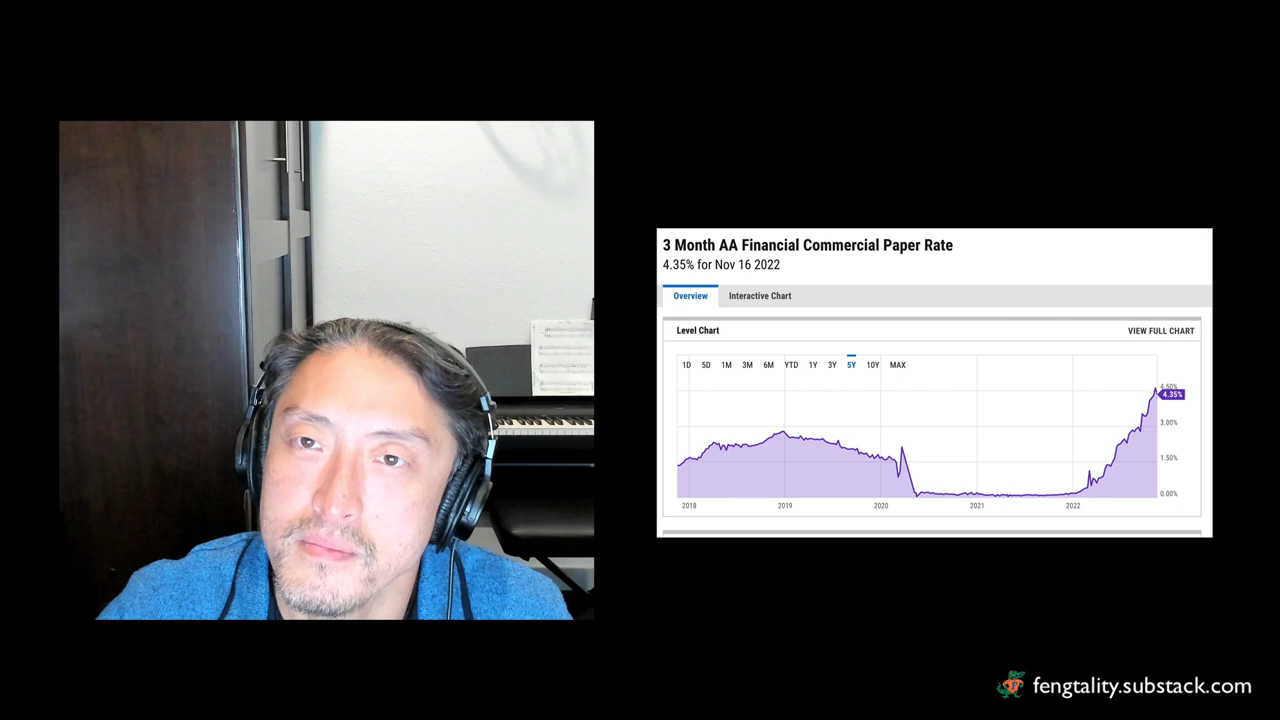 3 Month AA Financial Commercial Paper Rate
4.35% for Nov 16 2022
Overview Interactive Chart
Level Chart VIEW FULL CHART
1D 5D 1M 3M 6M YTD 1Y 3Y 5Y 10Y MAX
4.50%
4.35%
3.00%
1.50%
0.00%
2018 2019 2020 2021 2022
fengtality.substack.com